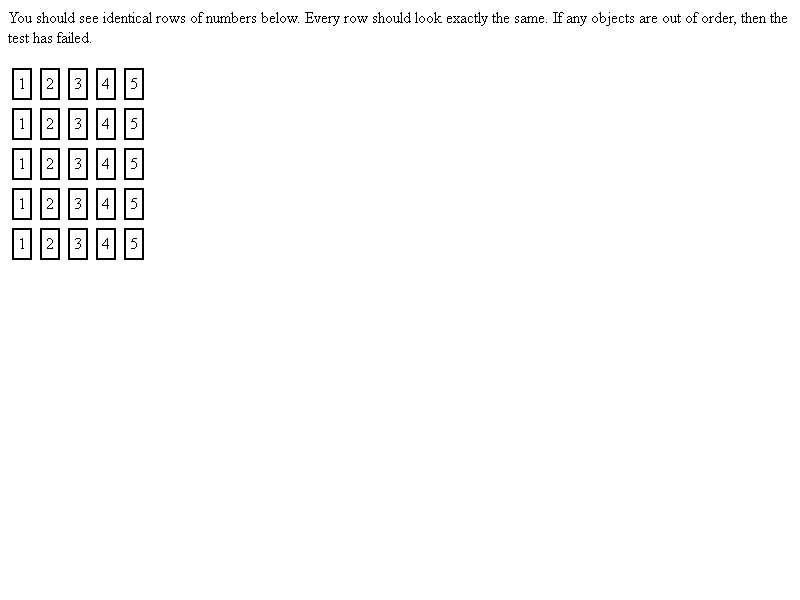 You should see identical rows of numbers below. Every row should look exactly the same. If any objects are out of order, then the
test has failed.
1 2 3 4 5
1 2 3 4 5
1 2 3 4 5
1 2 3 4 5
1 2 3 4 5